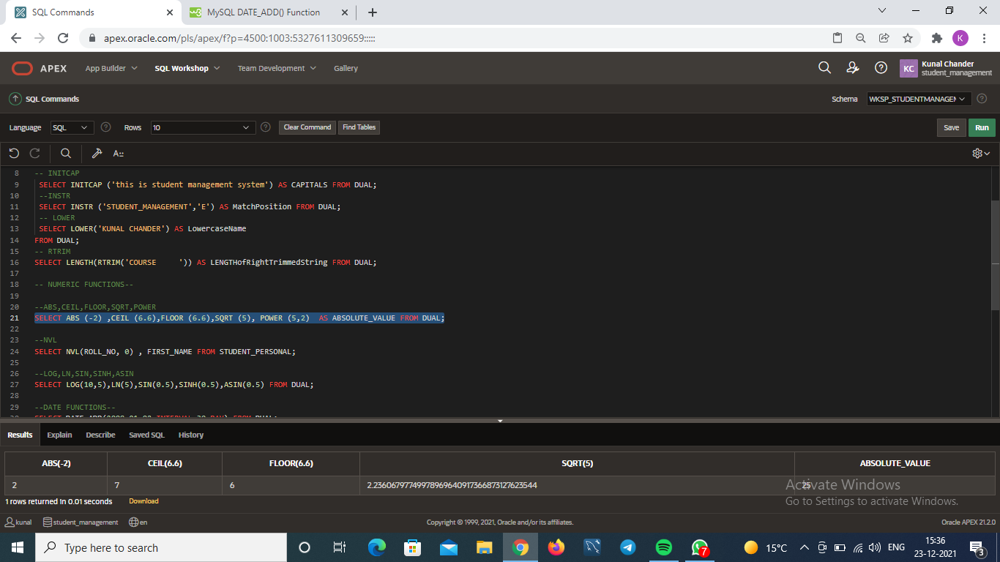 SQL Commands
MySQL DATE_ADD() Function
apex.oracle.com/pls/apex/f?p=4500:1003:5327611309659:::::
K
APEX App Builder SQL Workshop Team Development Gallery
KC Kunal Chander
student_management
SQL Commands
Schema WKSP_STUDENTMANAGEM
Language SQL Rows 10 Clear Command Find Tables Save Run
A::
8 -- INITCAP
9 SELECT INITCAP ('this is student management system') AS CAPITALS FROM DUAL;
10 --INSTR
11 SELECT INSTR ('STUDENT_MANAGEMENT','E') AS MatchPosition FROM DUAL;
12 -- LOWER
13 SELECT LOWER('KUNAL CHANDER') AS LowercaseName
14 FROM DUAL;
15 -- RTRIM
16 SELECT LENGTH(RTRIM('COURSE     ')) AS LENGTHofRightTrimmedString FROM DUAL;
17
18 -- NUMERIC FUNCTIONS--
19
20 --ABS,CEIL,FLOOR,SQRT,POWER
21 SELECT ABS (-2) ,CEIL (6.6),FLOOR (6.6),SQRT (5), POWER (5,2)  AS ABSOLUTE_VALUE FROM DUAL;
22
23 --NVL
24 SELECT NVL(ROLL_NO, 0) , FIRST_NAME FROM STUDENT_PERSONAL;
25
26 --LOG,LN,SIN,SINH,ASIN
27 SELECT LOG(10,5),LN(5),SIN(0.5),SINH(0.5),ASIN(0.5) FROM DUAL;
28
29 --DATE FUNCTIONS--
Results Explain Describe Saved SQL History
ABS(-2) CEIL(6.6) FLOOR(6.6) SQRT(5) ABSOLUTE_VALUE
2 7 6 2.23606797749978969640917366873127623544 25
Activate Windows
Go to Settings to activate Windows.
1 rows returned in 0.01 seconds Download
kunal student_management en Copyright © 1999, 2021, Oracle and/or its affiliates. Oracle APEX 21.2.0
Type here to search
7
15°C ENG 15:36
23-12-2021
3